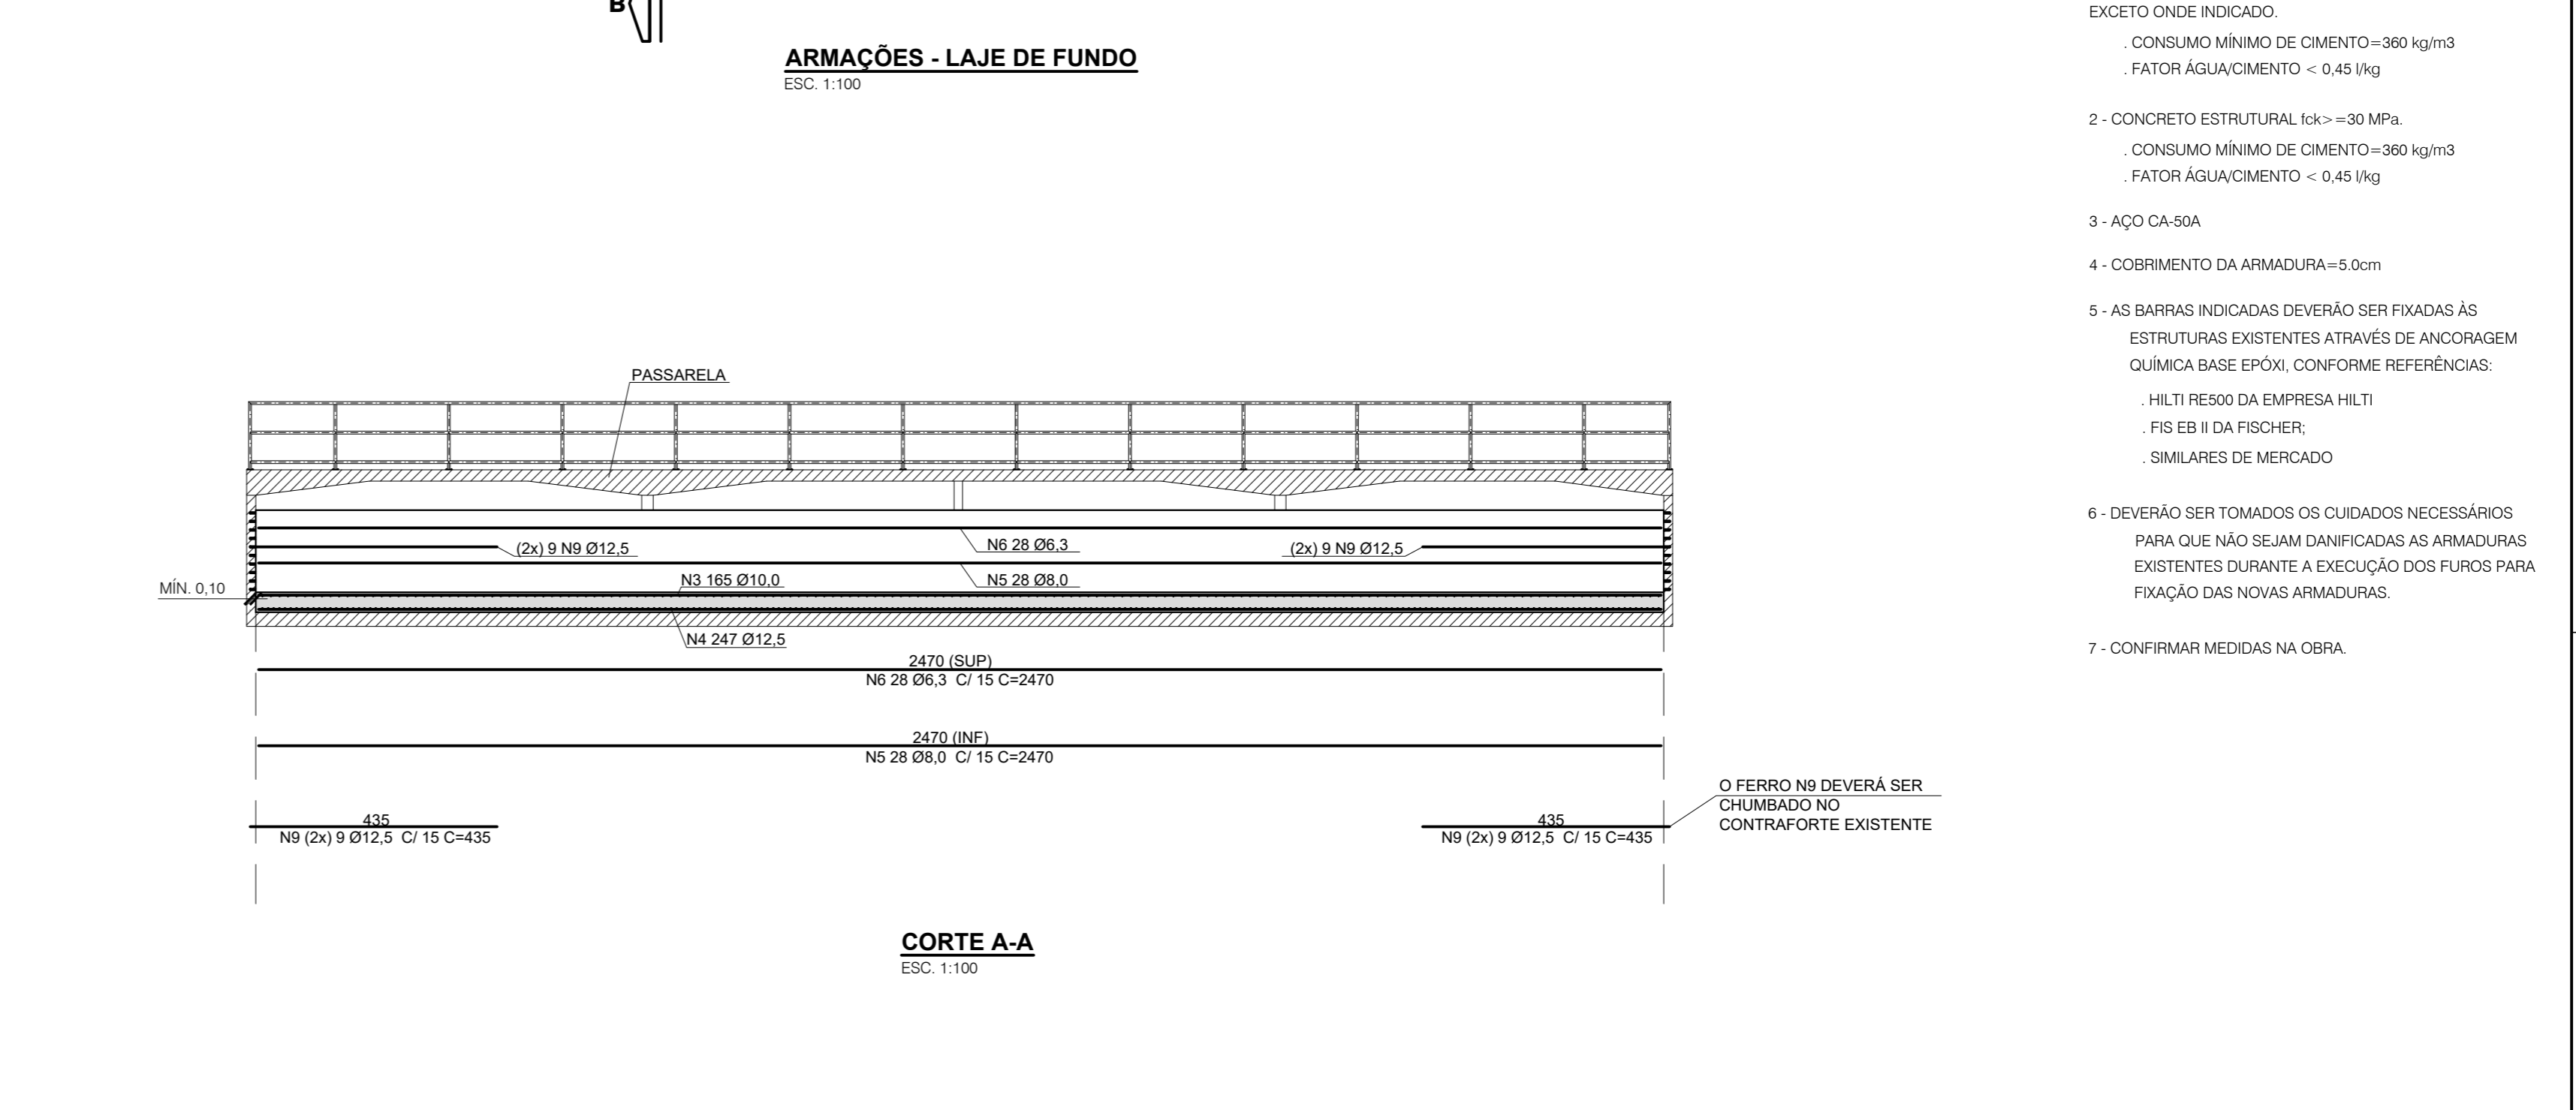 B
ARMAÇÕES - LAJE DE FUNDO
ESC. 1:100
PASSARELA
(2x) 9 N9 Ø12,5
N6 28 Ø6,3
(2x) 9 N9 Ø12,5
MÍN. 0,10
N3 165 Ø10,0
N5 28 Ø8,0
N4 247 Ø12,5
2470 (SUP)
N6 28 Ø6,3 C/ 15 C=2470
2470 (INF)
N5 28 Ø8,0 C/ 15 C=2470
435
N9 (2x) 9 Ø12,5 C/ 15 C=435
435
N9 (2x) 9 Ø12,5 C/ 15 C=435
O FERRO N9 DEVERÁ SER
CHUMBADO NO
CONTRAFORTE EXISTENTE
CORTE A-A
ESC. 1:100
EXCETO ONDE INDICADO.
. CONSUMO MÍNIMO DE CIMENTO=360 kg/m3
. FATOR ÁGUA/CIMENTO < 0,45 l/kg
2 - CONCRETO ESTRUTURAL fck>=30 MPa.
. CONSUMO MÍNIMO DE CIMENTO=360 kg/m3
. FATOR ÁGUA/CIMENTO < 0,45 l/kg
3 - AÇO CA-50A
4 - COBRIMENTO DA ARMADURA=5.0cm
5 - AS BARRAS INDICADAS DEVERÃO SER FIXADAS ÀS
ESTRUTURAS EXISTENTES ATRAVÉS DE ANCORAGEM
QUÍMICA BASE EPÓXI, CONFORME REFERÊNCIAS:
. HILTI RE500 DA EMPRESA HILTI
. FIS EB II DA FISCHER;
. SIMILARES DE MERCADO
6 - DEVERÃO SER TOMADOS OS CUIDADOS NECESSÁRIOS
PARA QUE NÃO SEJAM DANIFICADAS AS ARMADURAS
EXISTENTES DURANTE A EXECUÇÃO DOS FUROS PARA
FIXAÇÃO DAS NOVAS ARMADURAS.
7 - CONFIRMAR MEDIDAS NA OBRA.